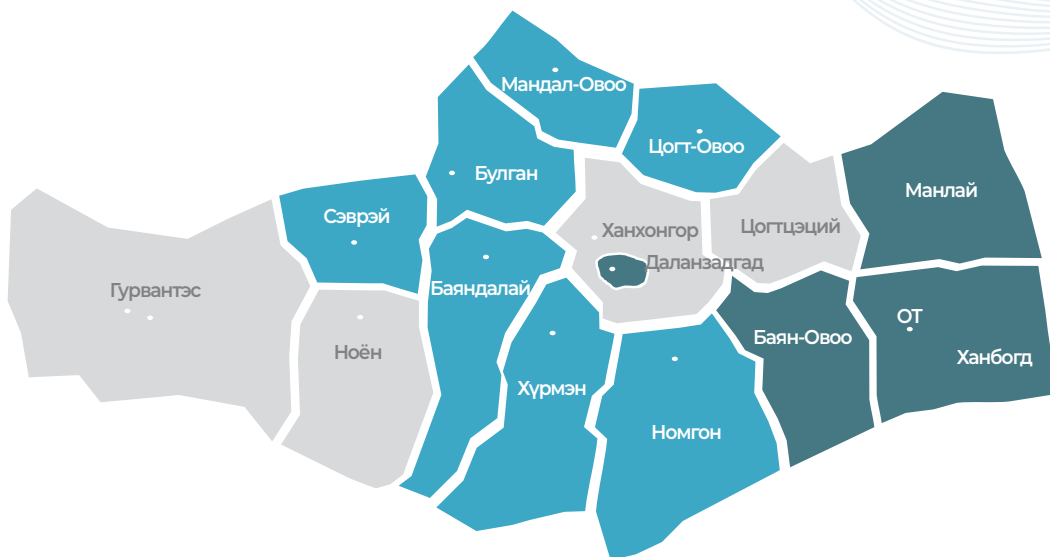 Мандал-Овоо
Цогт-Овоо
Булган
Манлай
Сэврэй
Ханхонгор
Цогтцэций
Даланзадгад
Гурвантэс
Баяндалай
ОТ
Баян-Овоо
Ноён
Ханбогд
Хүрмэн
Номгон